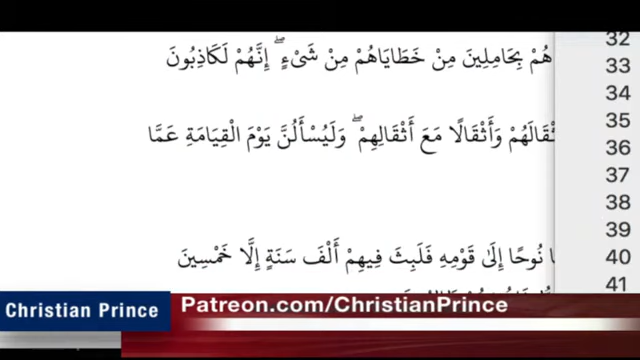 هُمْ بِحَامِلِينَ مِنْ خَطَايَاهُمْ مِنْ شَيْءٍ ۖ إِنَّهُمْ لَكَاذِبُونَ
ثْقَالَهُمْ وَأَثْقَالًا مَعَ أَثْقَالِهِمْ ۖ وَلَيُسْأَلُنَّ يَوْمَ الْقِيَامَةِ عَمَّا
نُوحًا إِلَىٰ قَوْمِهِ فَلَبِثَ فِيهِمْ أَلْفَ سَنَةٍ إِلَّا خَمْسِينَ
32
33
34
35
36
37
38
39
40
41
Christian Prince
Patreon.com/ChristianPrince